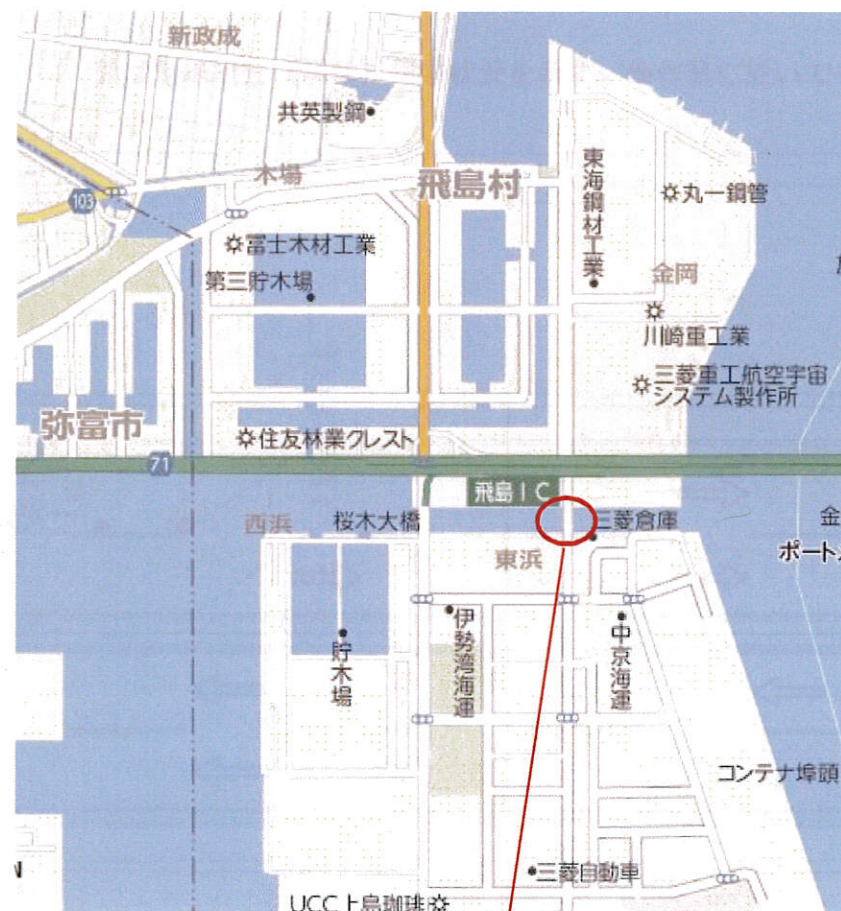 新政成
共英製鋼
木場
飛島村
東海鋼材工業
丸一鋼管
103
冨士木材工業
第三貯木場
金岡
川崎重工業
三菱重工航空宇宙
システム製作所
弥富市
住友林業クレスト
71
飛島IC
西浜
桜木大橋
三菱倉庫
金
東浜
ポート
伊勢湾海運
中京海運
貯木場
コンテナ埠頭
三菱自動車
N
UCC上島珈琲